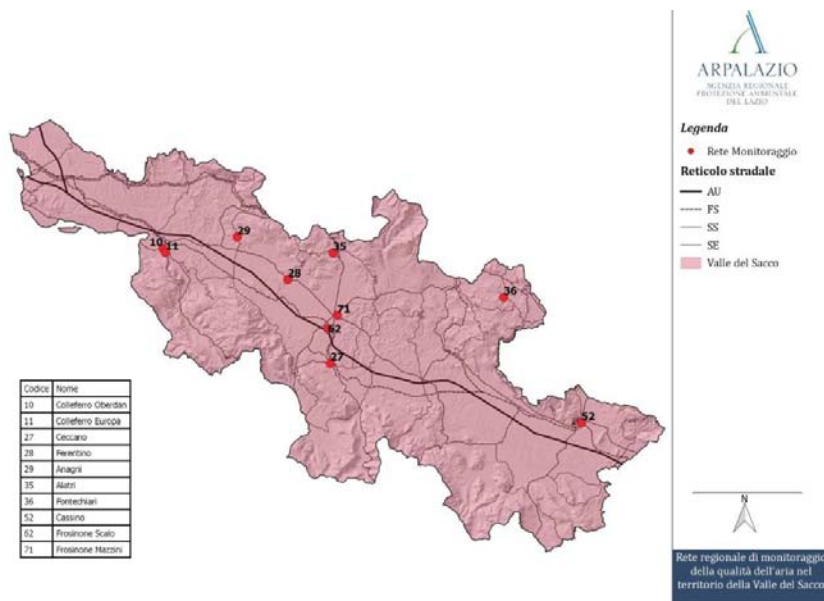 ARPALAZIO
AGENZIA REGIONALE
PROTEZIONE AMBIENTALE
DEL LAZIO
Legenda
Rete Monitoraggio
Reticolo stradale
AU
FS
SS
SE
Valle del Sacco
10
11
29
35
28
36
71
62
27
52
Codice Nome
10 Colleferro Oberdan
11 Colleferro Europa
27 Ceccano
28 Ferentino
29 Anagni
35 Alatri
36 Fontechiari
52 Cassino
62 Frosinone Scalo
71 Frosinone Mazzini
N
Rete regionale di monitoraggio
della qualità dell'aria nel
territorio della Valle del Sacco